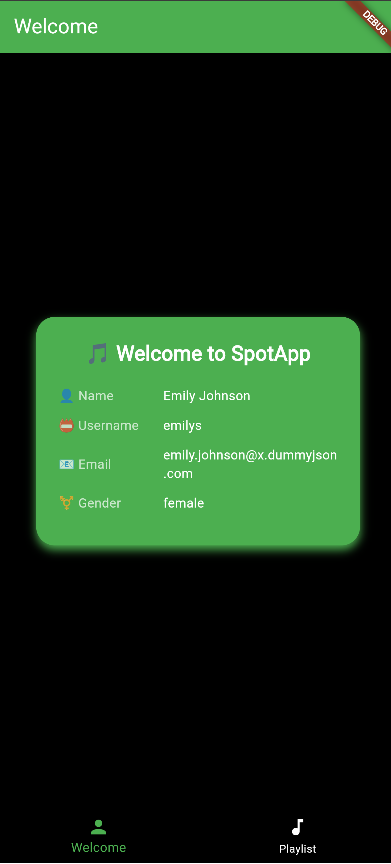 Welcome
DEBUG
🎵 Welcome to SpotApp
👤 Name Emily Johnson
📛 Username emilys
📧 Email emily.johnson@x.dummyjson
.com
⚧ Gender female
Welcome Playlist